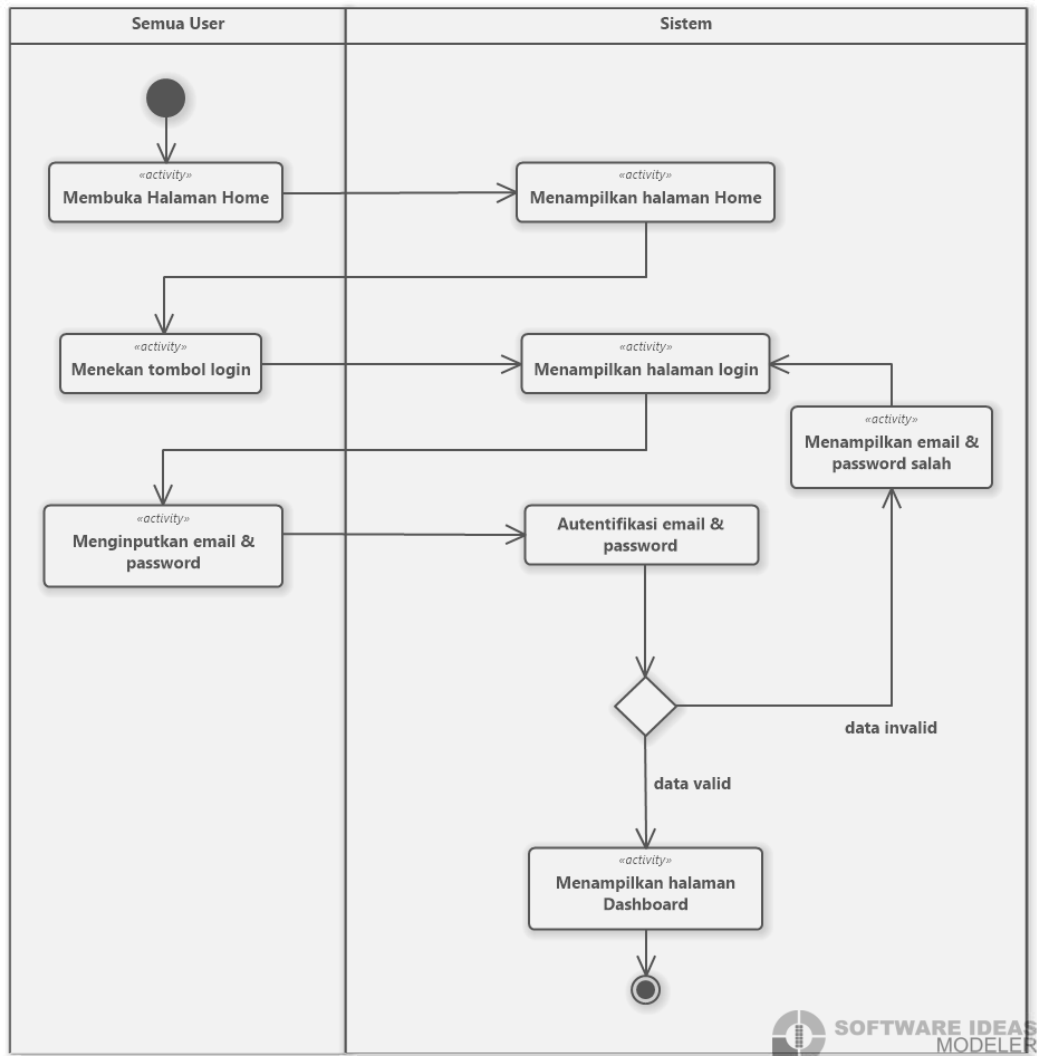 Semua User
Sistem
«activity»
Membuka Halaman Home
«activity»
Menampilkan halaman Home
«activity»
Menekan tombol login
«activity»
Menampilkan halaman login
«activity»
Menampilkan email &
password salah
«activity»
Menginputkan email &
password
Autentifikasi email &
password
data invalid
data valid
«activity»
Menampilkan halaman
Dashboard
SOFTWARE IDEAS
MODELER